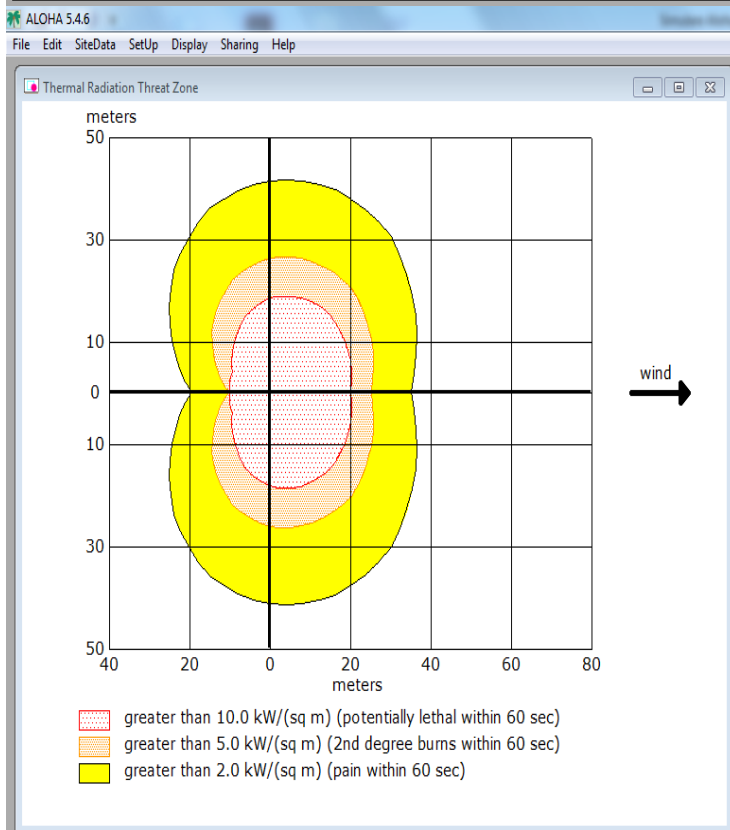 ALOHA 5.4.6
File Edit SiteData SetUp Display Sharing Help
Thermal Radiation Threat Zone
meters
50
30
10
0
10
30
50
wind
40 20 0 20 40 60 80
meters
greater than 10.0 kW/(sq m) (potentially lethal within 60 sec)
greater than 5.0 kW/(sq m) (2nd degree burns within 60 sec)
greater than 2.0 kW/(sq m) (pain within 60 sec)